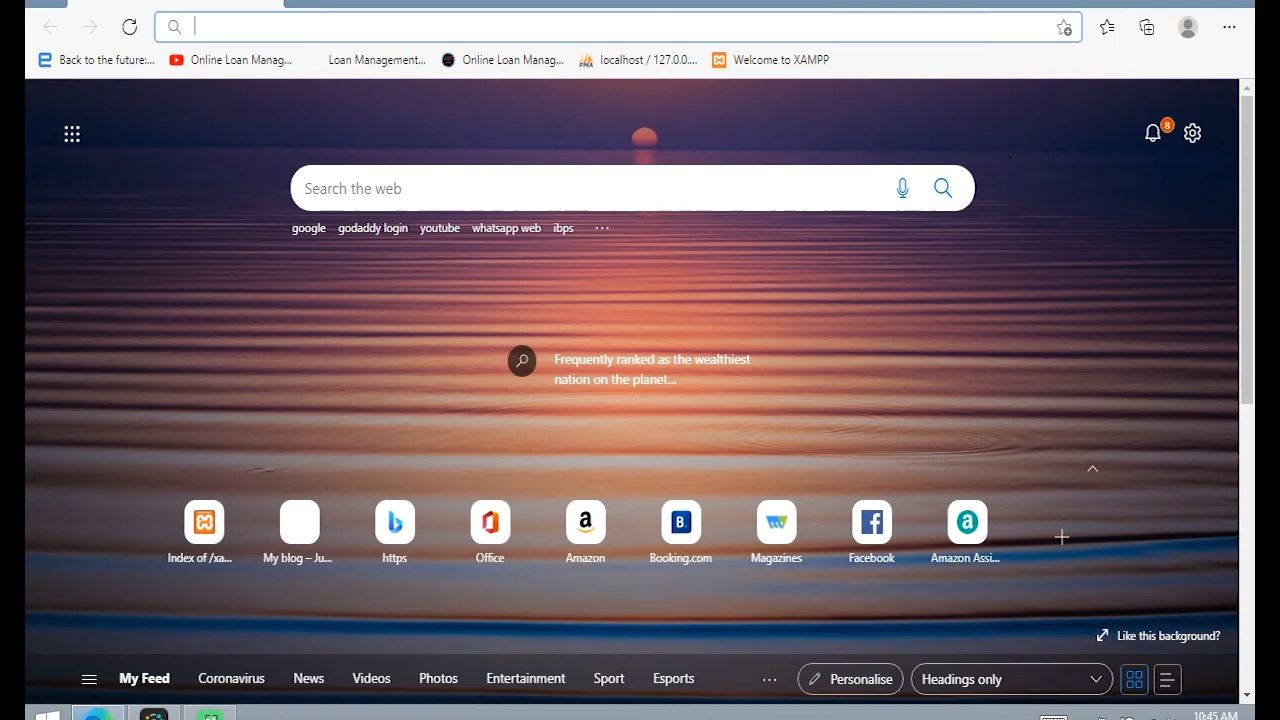 Back to the future:...
Online Loan Manag...
Loan Management...
Online Loan Manag...
PMA
localhost / 127.0.0....
Welcome to XAMPP
8
Search the web
google
godaddy login
youtube
whatsapp web
ibps
...
Frequently ranked as the wealthiest
nation on the planet...
a
B.
a
Index of /xa...
My blog – Ju...
https
Office
Amazon
Booking.com
Magazines
Facebook
Amazon Assi...
Like this background?
My Feed
Coronavirus
News
Videos
Photos
Entertainment
Sport
Esports
...
Personalise
Headings only
10:45 AM